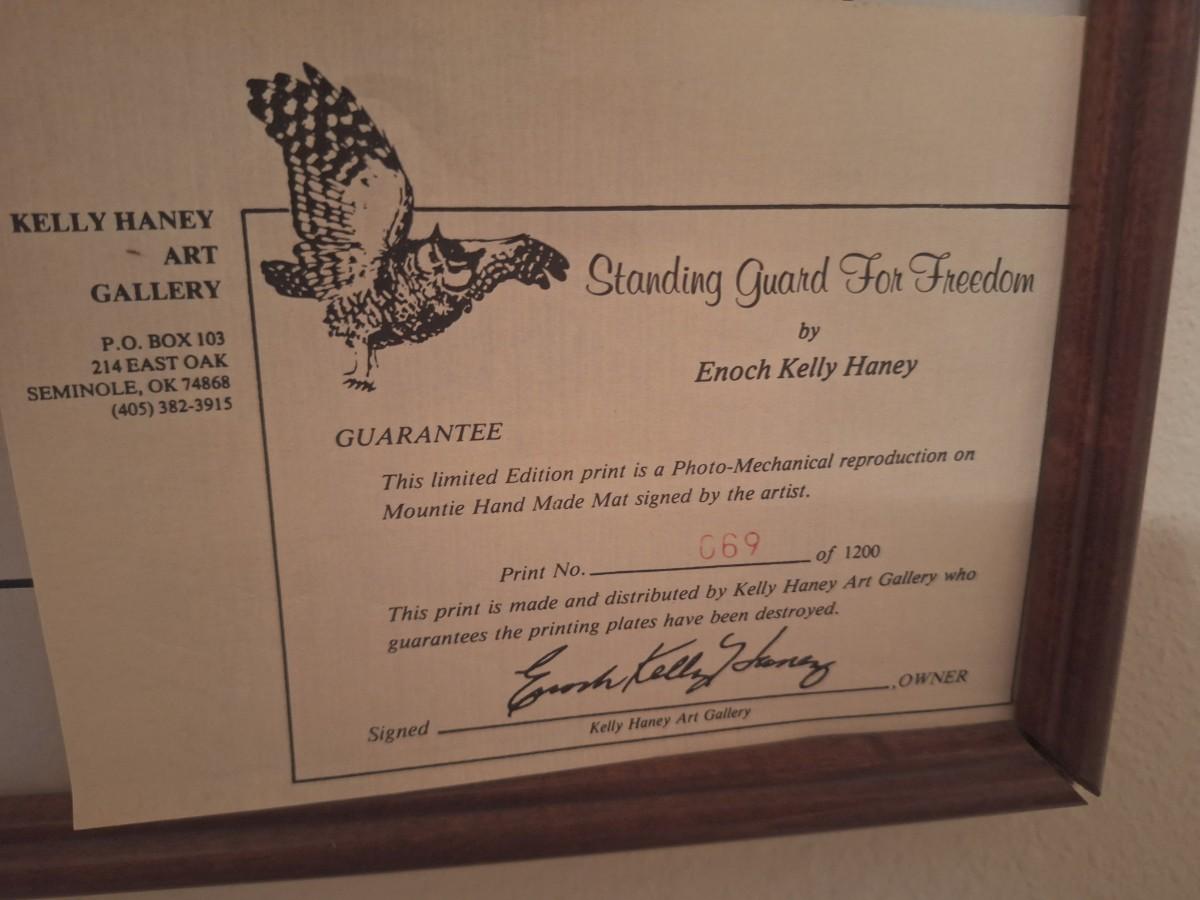 KELLY HANEY
ART
GALLERY
P.O. BOX 103
214 EAST OAK
SEMINOLE, OK 74868
(405) 382-3915
Standing Guard For Freedom
by
Enoch Kelly Haney
GUARANTEE
This limited Edition print is a Photo-Mechanical reproduction on
Mountie Hand Made Mat signed by the artist.
Print No. 069 of 1200
This print is made and distributed by Kelly Haney Art Gallery who
guarantees the printing plates have been destroyed.
Signed Enoch Kelly Haney, OWNER
Kelly Haney Art Gallery